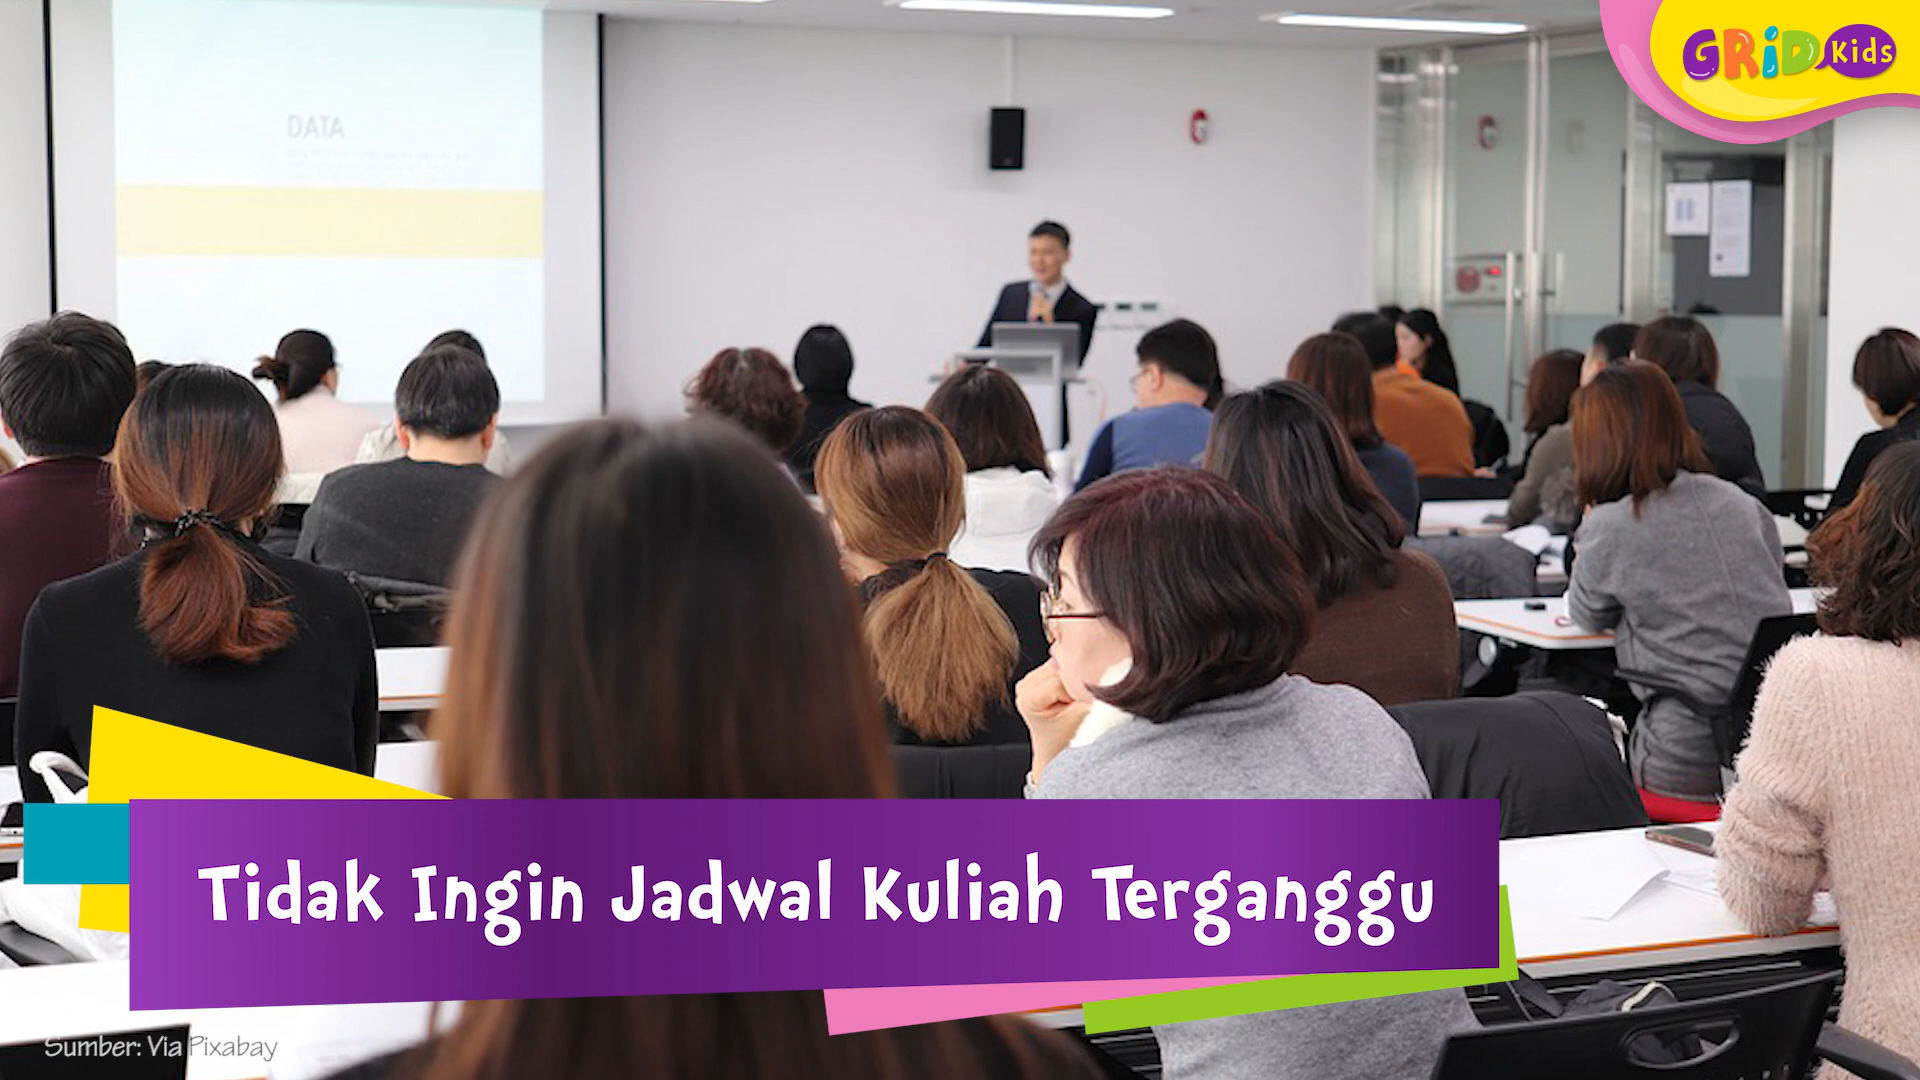 GRiD Kids
DATA
Tidak Ingin Jadwal Kuliah Terganggu
Sumber: Via Pixabay